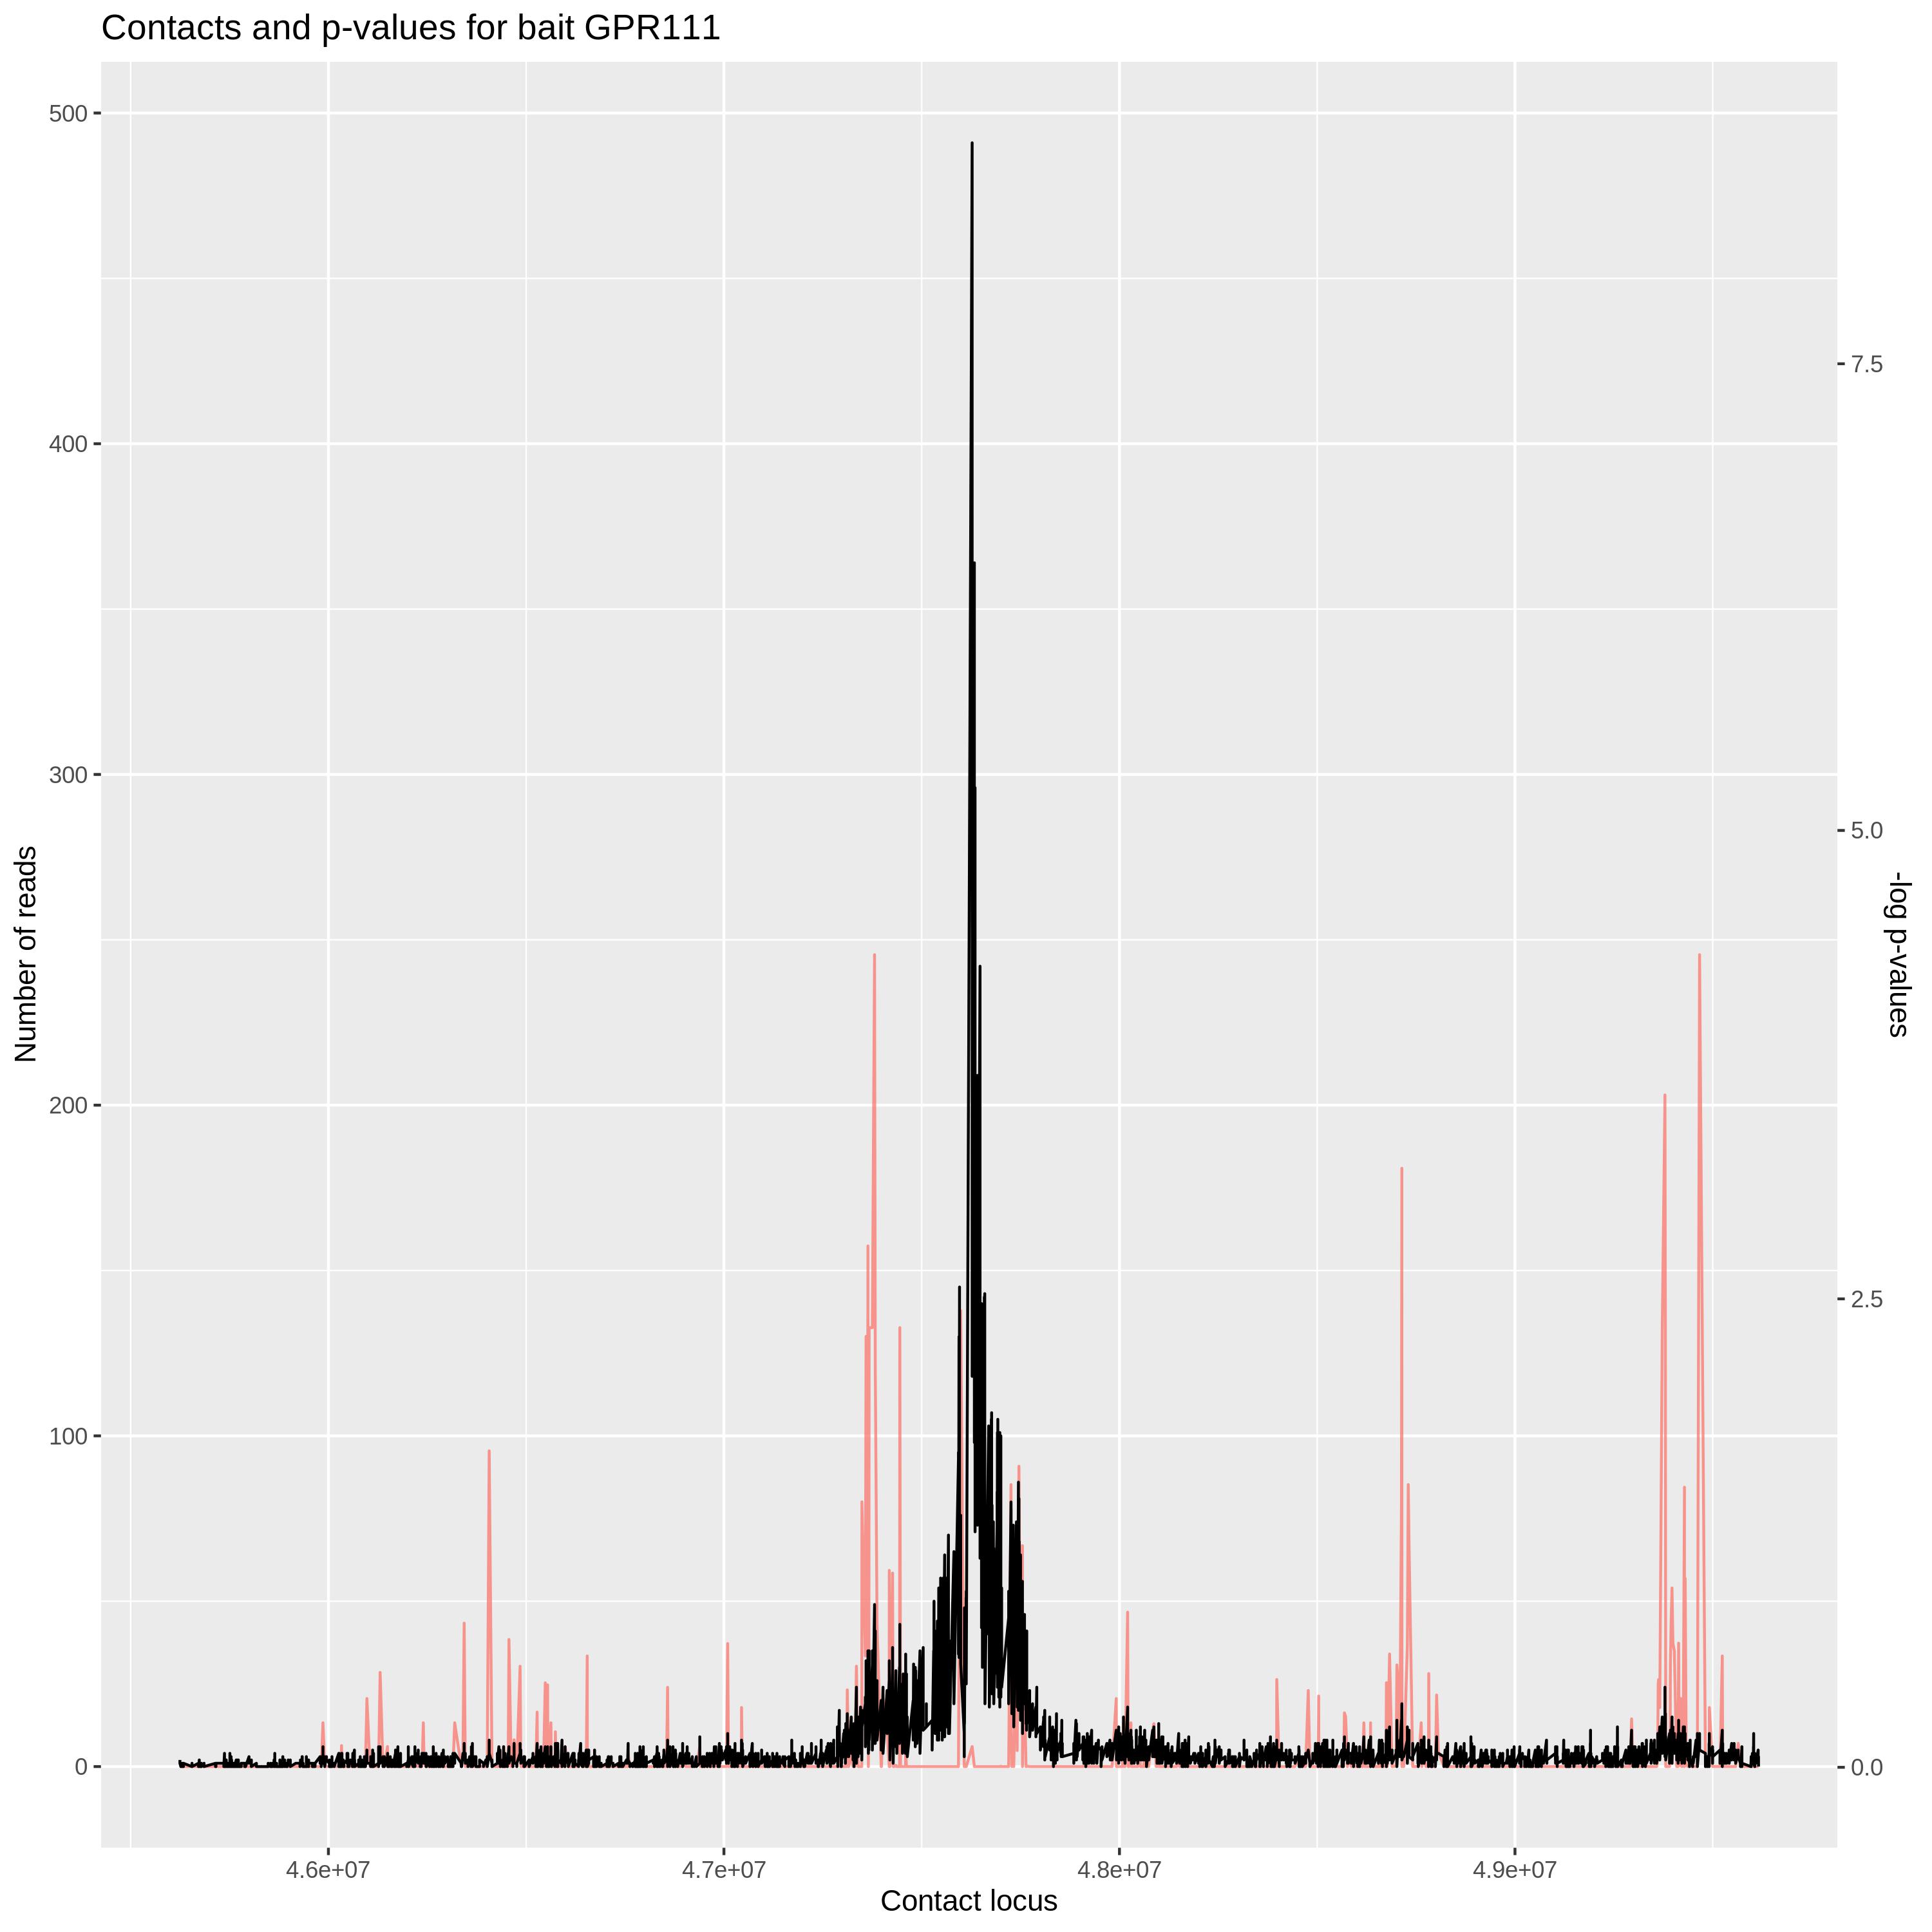 Contacts and p-values for bait GPR111
500
400
300
200
100
0
Number of reads
7.5
5.0
2.5
0.0
-log p-values
4.6e+07 4.7e+07 4.8e+07 4.9e+07
Contact locus